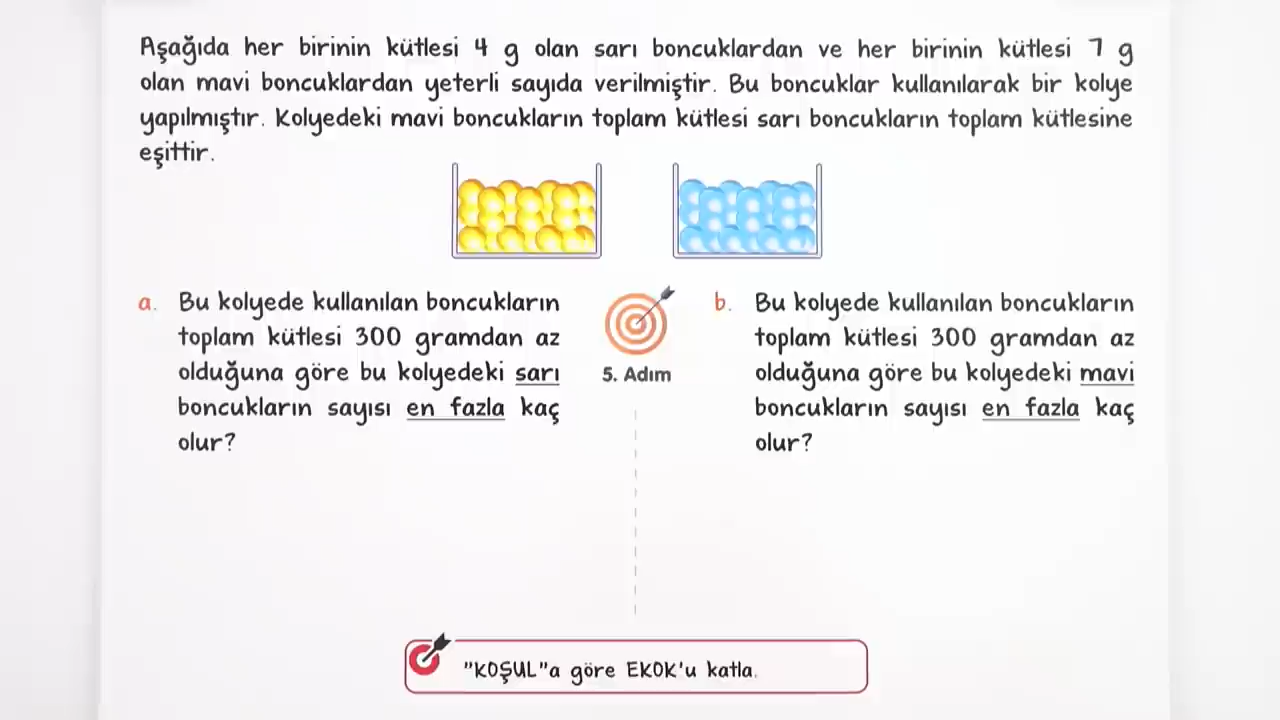 Aşağıda her birinin kütlesi 4 g olan sarı boncuklardan ve her birinin kütlesi 7 g
olan mavi boncuklardan yeterli sayıda verilmiştir. Bu boncuklar kullanılarak bir kolye
yapılmıştır. Kolyedeki mavi boncukların toplam kütlesi sarı boncukların toplam kütlesine
eşittir.
a. Bu kolyede kullanılan boncukların
toplam kütlesi 300 gramdan az
olduğuna göre bu kolyedeki sarı
boncukların sayısı en fazla kaç
olur?
5. Adım
b. Bu kolyede kullanılan boncukların
toplam kütlesi 300 gramdan az
olduğuna göre bu kolyedeki mavi
boncukların sayısı en fazla kaç
olur?
"KOŞUL"a göre EKOK'u katla.